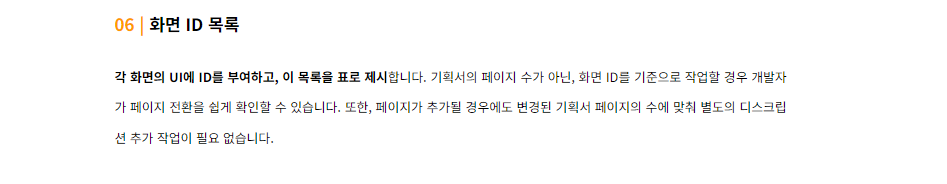 06 | 화면 ID 목록
각 화면의 UI에 ID를 부여하고, 이 목록을 표로 제시합니다. 기획서의 페이지 수가 아닌, 화면 ID를 기준으로 작업할 경우 개발자
가 페이지 전환을 쉽게 확인할 수 있습니다. 또한, 페이지가 추가될 경우에도 변경된 기획서 페이지의 수에 맞춰 별도의 디스크립
션 추가 작업이 필요 없습니다.